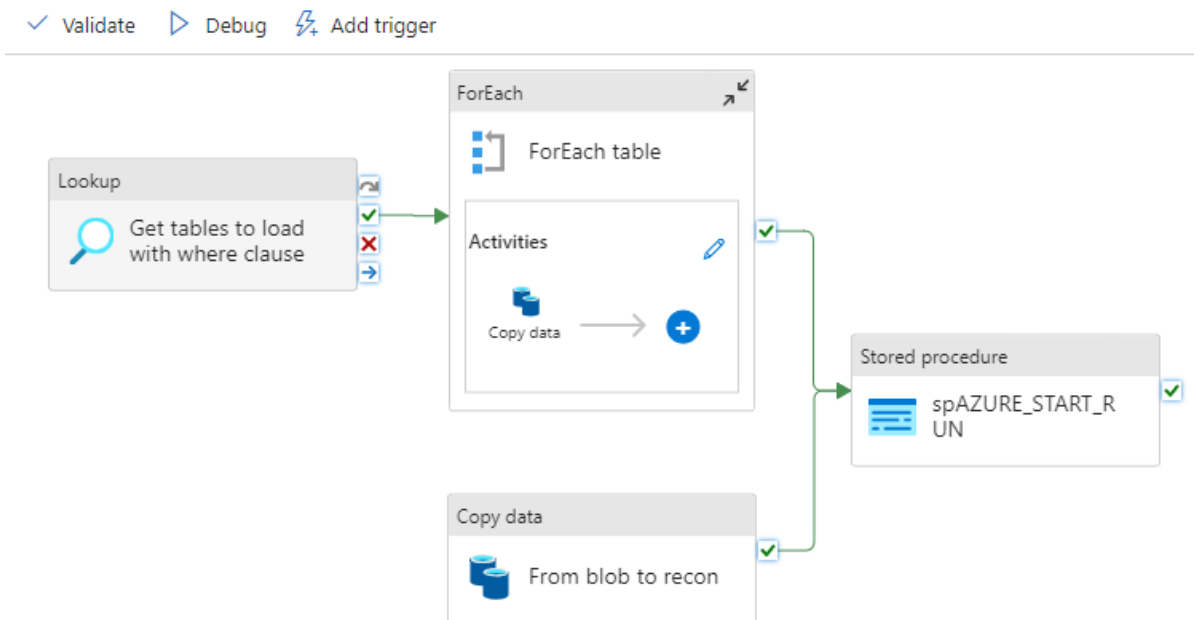 Validate
Debug
Add trigger
ForEach
ForEach table
Lookup
Get tables to load
with where clause
Activities
Copy data
Stored procedure
spAZURE_START_R
UN
Copy data
From blob to recon